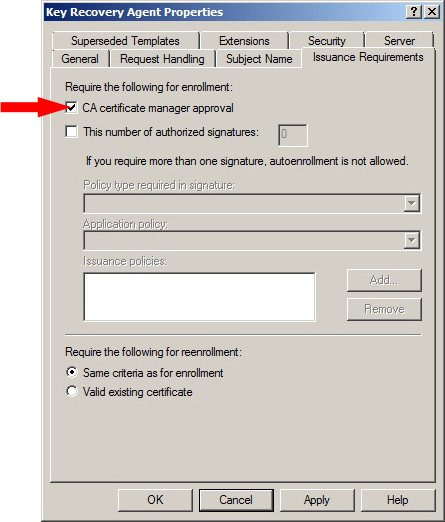 Key Recovery Agent Properties
Superseded Templates Extensions Security Server
General Request Handling Subject Name Issuance Requirements
Require the following for enrollment:
CA certificate manager approval
This number of authorized signatures: 0
If you require more than one signature, autoenrollment is not allowed.
Policy type required in signature:
Application policy:
Issuance policies:
Add...
Remove
Require the following for reenrollment:
Same criteria as for enrollment
Valid existing certificate
OK Cancel Apply Help